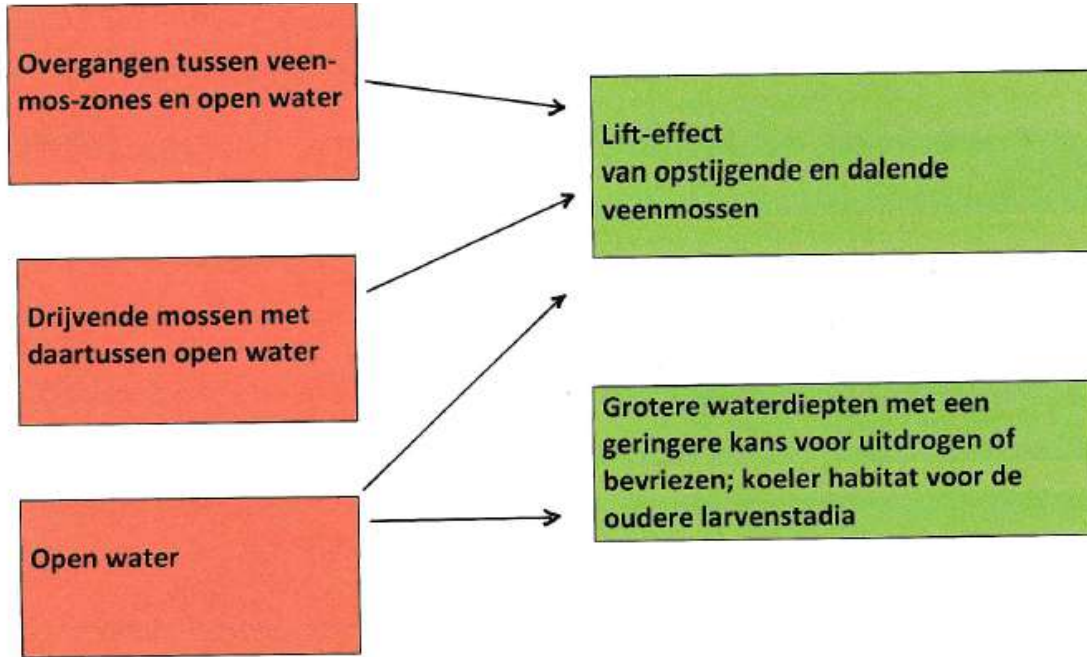 Overgangen tussen veen-
mos-zones en open water
Drijvende mossen met
daartussen open water
Open water
Lift-effect
van opstijgende en dalende
veenmossen
Grotere waterdiepten met een
geringere kans voor uitdrogen of
bevriezen; koeler habitat voor de
oudere larvenstadia